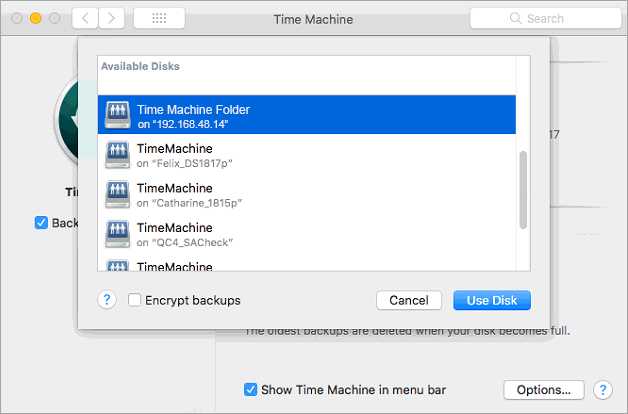 Time Machine
Search
Available Disks
Time Machine Folder
on “192.168.48.14”
17
TimeMachine
on “Felix_DS1817p”
TimeMachine
on “Catharine_1815p”
TimeMachine
on “QC4_SACheck”
TimeMachine
? Encrypt backups
Cancel
Use Disk
The oldest backups are deleted when your disk becomes full.
Show Time Machine in menu bar
Options...
?